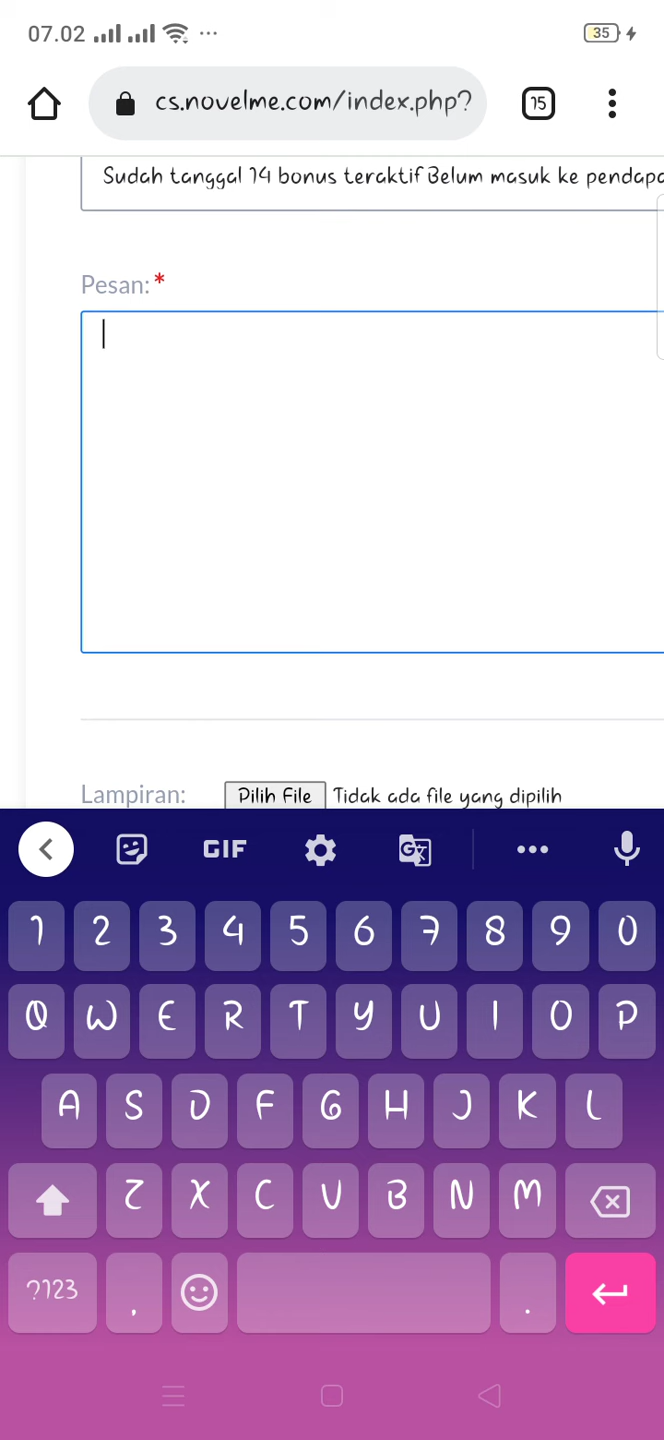 07.02
35
cs.novelme.com/index.php?
15
Sudah tanggal 14 bonus teraktif Belum masuk ke pendapa
Pesan:*
Lampiran: Pilih File Tidak ada file yang dipilih
GIF
1 2 3 4 5 6 7 8 9 0
Q W E R T Y U I O P
A S D F G H J K L
Z X C V B N M
?123 , .